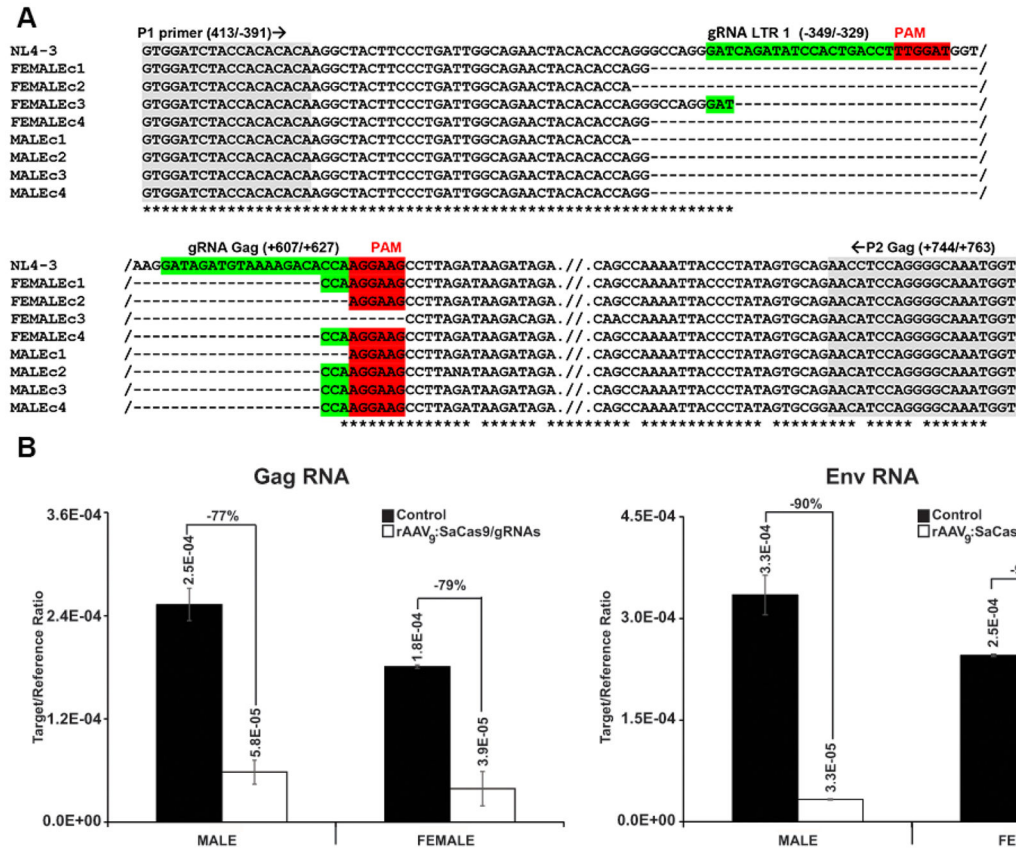 A
P1 primer (413/-391)→
gRNA LTR 1 (-349/-329)
PAM
NL4-3 GTGGATCTACCACACACAAGGCTACTTCCCTGATTGGCAGAACTACACACCAGGGCCAGGGATCAGATATCCACTGACCTTTGGATGGT/
FEMALEc1 GTGGATCTACCACACACAAGGCTACTTCCCTGATTGGCAGAACTACACACCAGG-----------------------------------/
FEMALEc2 GTGGATCTACCACACACAAGGCTACTTCCCTGATTGGCAGAACTACACACCA-------------------------------------/
FEMALEc3 GTGGATCTACCACACACAAGGCTACTTCCCTGATTGGCAGAACTACACACCAGGGCCAGGGAT--------------------------/
FEMALEc4 GTGGATCTACCACACACAAGGCTACTTCCCTGATTGGCAGAACTACACACCAGG-----------------------------------/
MALEc1 GTGGATCTACCACACACAAGGCTACTTCCCTGATTGGCAGAACTACACACCA-------------------------------------/
MALEc2 GTGGATCTACCACACACAAGGCTACTTCCCTGATTGGCAGAACTACACACCAGG-----------------------------------/
MALEc3 GTGGATCTACCACACACAAGGCTACTTCCCTGATTGGCAGAACTACACACCAGG-----------------------------------/
MALEc4 GTGGATCTACCACACACAAGGCTACTTCCCTGATTGGCAGAACTACACACCAGG-----------------------------------/
***************************************************************
gRNA Gag (+607/+627)
PAM
←P2 Gag (+744/+763)
NL4-3 /AAGGATAGATGTAAAAGACACCAAGGAAGCCTTAGATAAGATAGA.//.CAGCCAAAATTACCCTATAGTGCAGAACCTCCAGGGGCAAATGGT
FEMALEc1 /--------------------CCAAGGAAGCCTTAGATAAGATAGA.//.CAGCCAAAATTACCCTATAGTGCAGAACATCCAGGGGCAAATGGT
FEMALEc2 /-----------------------AGGAAGCCTTAGATAAGATAGA.//.CAGCCAAAATTACCCTATAGTGCAGAACATCCAGGGGCAAATGGT
FEMALEc3 /-----------------------------CCTTAGATAAGACAGA.//.CAGCCAAAATTACCCTATAGTGCAGAACATCCAGGGGCAAATGGT
FEMALEc4 /--------------------CCAAGGAAGCCTTAGATAAGATAGA.//.CAGCCAAAATTACCCTATAGTGCAGAACATCCAGGGGCAAATGGT
MALEc1 /-----------------------AGGAAGCCTTAGATAAGATAGA.//.CAGCCAAAATTACCCTATAGTGCAGAACATCCAGGGGCAAATGGT
MALEc2 /--------------------CCAAGGAAGCCTTANATAAGATAGA.//.CAGCCAAAATTACCCTATAGTGCAGAACATCCAGGGGCAAATGGT
MALEc3 /--------------------CCAAGGAAGCCTTAGATAAGATAGA.//.CAGCCAAAATTACCCTATAGTGCAGAACATCCAGGGGCAAATGGT
MALEc4 /--------------------CCAAGGAAGCCTTAGATAAGATAGA.//.CAGCCAAAATTACCCTATAGTGCGGAACATCCAGGGGCAAATGGT
************** ****** ********* ************* ********* ***** *******
B
Gag RNA
Target/Reference Ratio
3.6E-04
2.4E-04
1.2E-04
0.0E+00
-77%
2.5E-04
5.8E-05
-79%
1.8E-04
3.9E-05
Control
rAAV9:SaCas9/gRNAs
MALE
FEMALE
Env RNA
Target/Reference Ratio
4.5E-04
3.0E-04
1.5E-04
0.0E+00
-90%
3.3E-04
3.3E-05
2.5E-04
Control
rAAV9:SaCas
MALE
FE